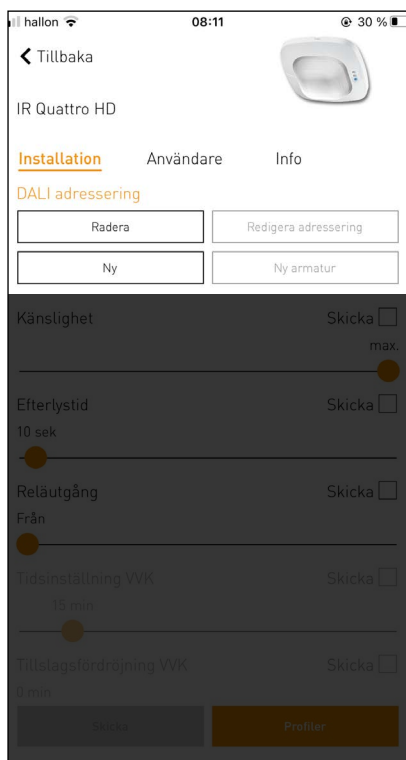 hallon 08:11 30 %
Tillbaka
IR Quattro HD
Installation Användare Info
DALI adressering
Radera Redigera adressering
Ny Ny armatur
Känslighet Skicka
max.
Efterlystid Skicka
10 sek
Reläutgång Skicka
Från
Tidsinställning VVK Skicka
15 min
Tillslagsfördröjning VVK Skicka
0 min
Skicka Profiler